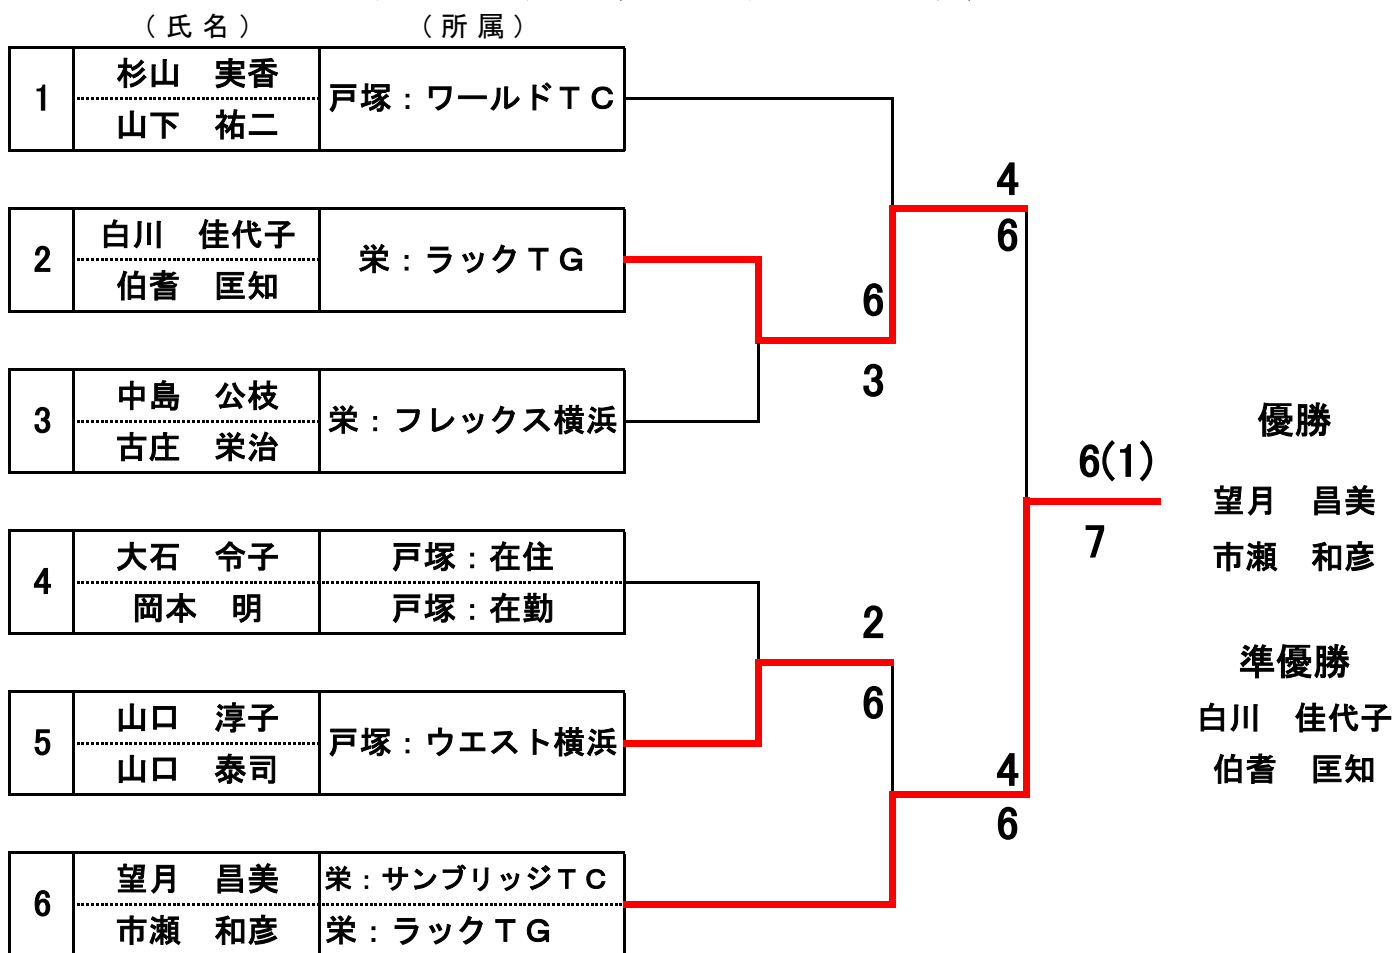 （氏名） （所属）
1 杉山　実香 戸塚：ワールドＴＣ
山下　祐二
2 白川　佳代子 栄：ラックＴＧ
伯耆　匡知
3 中島　公枝 栄：フレックス横浜
古庄　栄治
4 大石　令子 戸塚：在住
岡本　明 戸塚：在勤
5 山口　淳子 戸塚：ウエスト横浜
山口　泰司
6 望月　昌美 栄：サンブリッジＴＣ
市瀬　和彦 栄：ラックＴＧ
6
3
2
6
4
6
4
6
6(1)
7
優勝
望月　昌美
市瀬　和彦
準優勝
白川　佳代子
伯耆　匡知